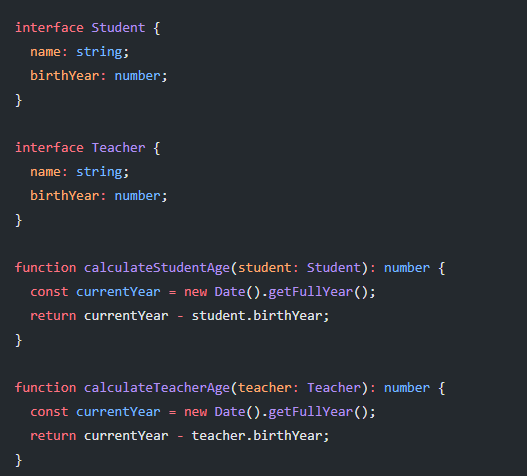 interface Student {
  name: string;
  birthYear: number;
}

interface Teacher {
  name: string;
  birthYear: number;
}

function calculateStudentAge(student: Student): number {
  const currentYear = new Date().getFullYear();
  return currentYear - student.birthYear;
}

function calculateTeacherAge(teacher: Teacher): number {
  const currentYear = new Date().getFullYear();
  return currentYear - teacher.birthYear;
}